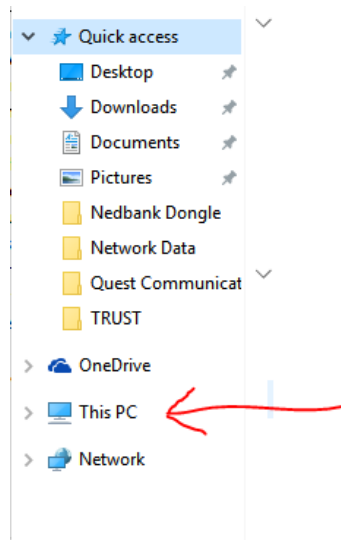 Quick access
Desktop
Downloads
Documents
Pictures
Nedbank Dongle
Network Data
Quest Communicat
TRUST
OneDrive
This PC
Network